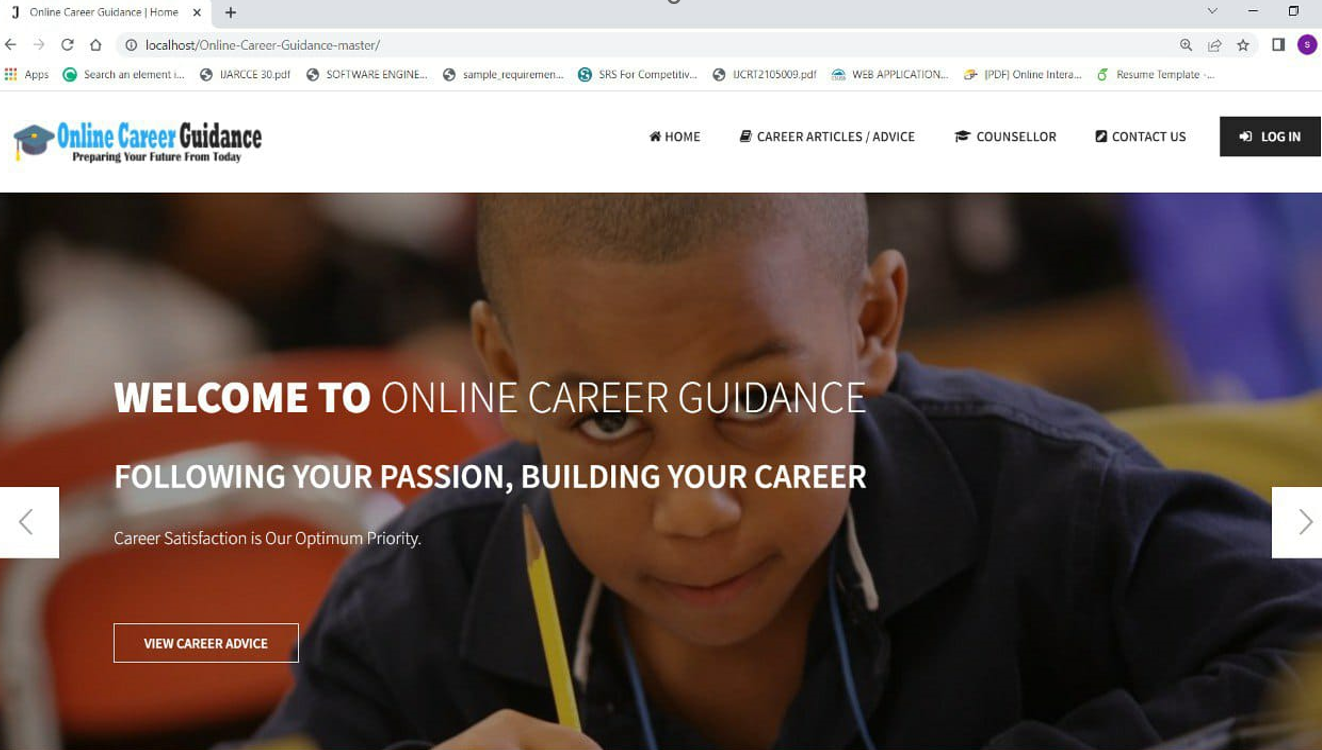 Online Career Guidance | Home
localhost/Online-Career-Guidance-master/
S
Apps Search an element i... IJARCCE 30.pdf SOFTWARE ENGINE... sample_requiremen... SRS For Competitiv... IJCRT2105009.pdf WEB APPLICATION... [PDF] Online Intera... Resume Template -...
Online Career Guidance
Preparing Your Future From Today
HOME CAREER ARTICLES / ADVICE COUNSELLOR CONTACT US LOG IN
WELCOME TO ONLINE CAREER GUIDANCE
FOLLOWING YOUR PASSION, BUILDING YOUR CAREER
Career Satisfaction is Our Optimum Priority.
VIEW CAREER ADVICE